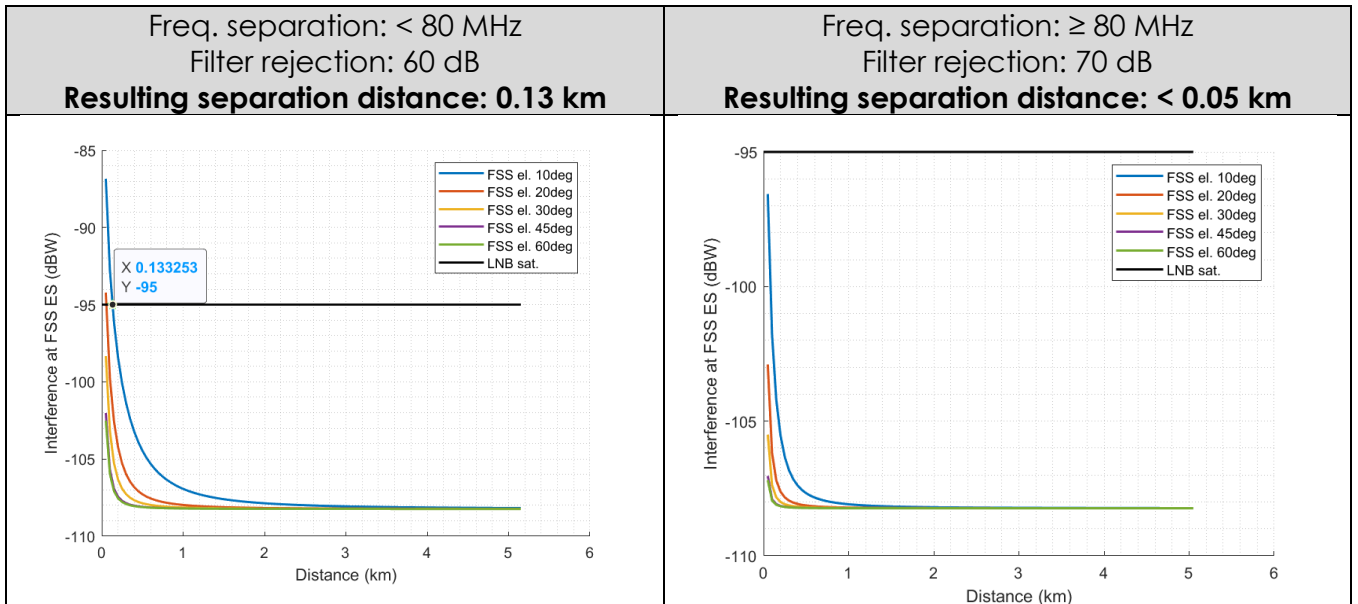 Freq. separation: < 80 MHz
Filter rejection: 60 dB
Resulting separation distance: 0.13 km
Freq. separation: ≥ 80 MHz
Filter rejection: 70 dB
Resulting separation distance: < 0.05 km
-85
-90
-95
-100
-105
-110
Interference at FSS ES (dBW)
FSS el. 10deg
FSS el. 20deg
FSS el. 30deg
FSS el. 45deg
FSS el. 60deg
LNB sat.
X 0.133253
Y -95
0 1 2 3 4 5 6
Distance (km)
-95
-100
-105
-110
Interference at FSS ES (dBW)
FSS el. 10deg
FSS el. 20deg
FSS el. 30deg
FSS el. 45deg
FSS el. 60deg
LNB sat.
0 1 2 3 4 5 6
Distance (km)